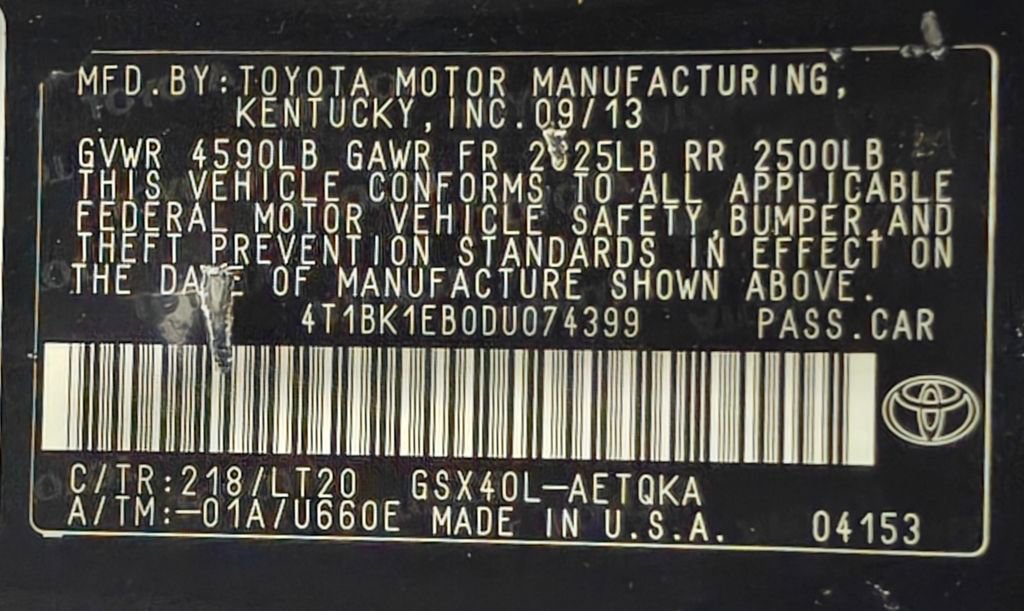 MFD.BY:TOYOTA MOTOR MANUFACTURING,
KENTUCKY, INC. 09/13
GVWR 4590LB GAWR FR RR 2500LB
THIS VEHICLE CONFORMS TO ALL APPLICABLE
FEDERAL MOTOR VEHICLE SAFETY,BUMPER,AND
THEFT PREVENTION STANDARDS IN EFFECT ON
THE DATE OF MANUFACTURE SHOWN ABOVE.
4T1BK1EB0DU074399 PASS.CAR
C/TR:218/LT20 GSX40L-AETQKA
A/TM:-01A/U660E MADE IN U.S.A. 04153